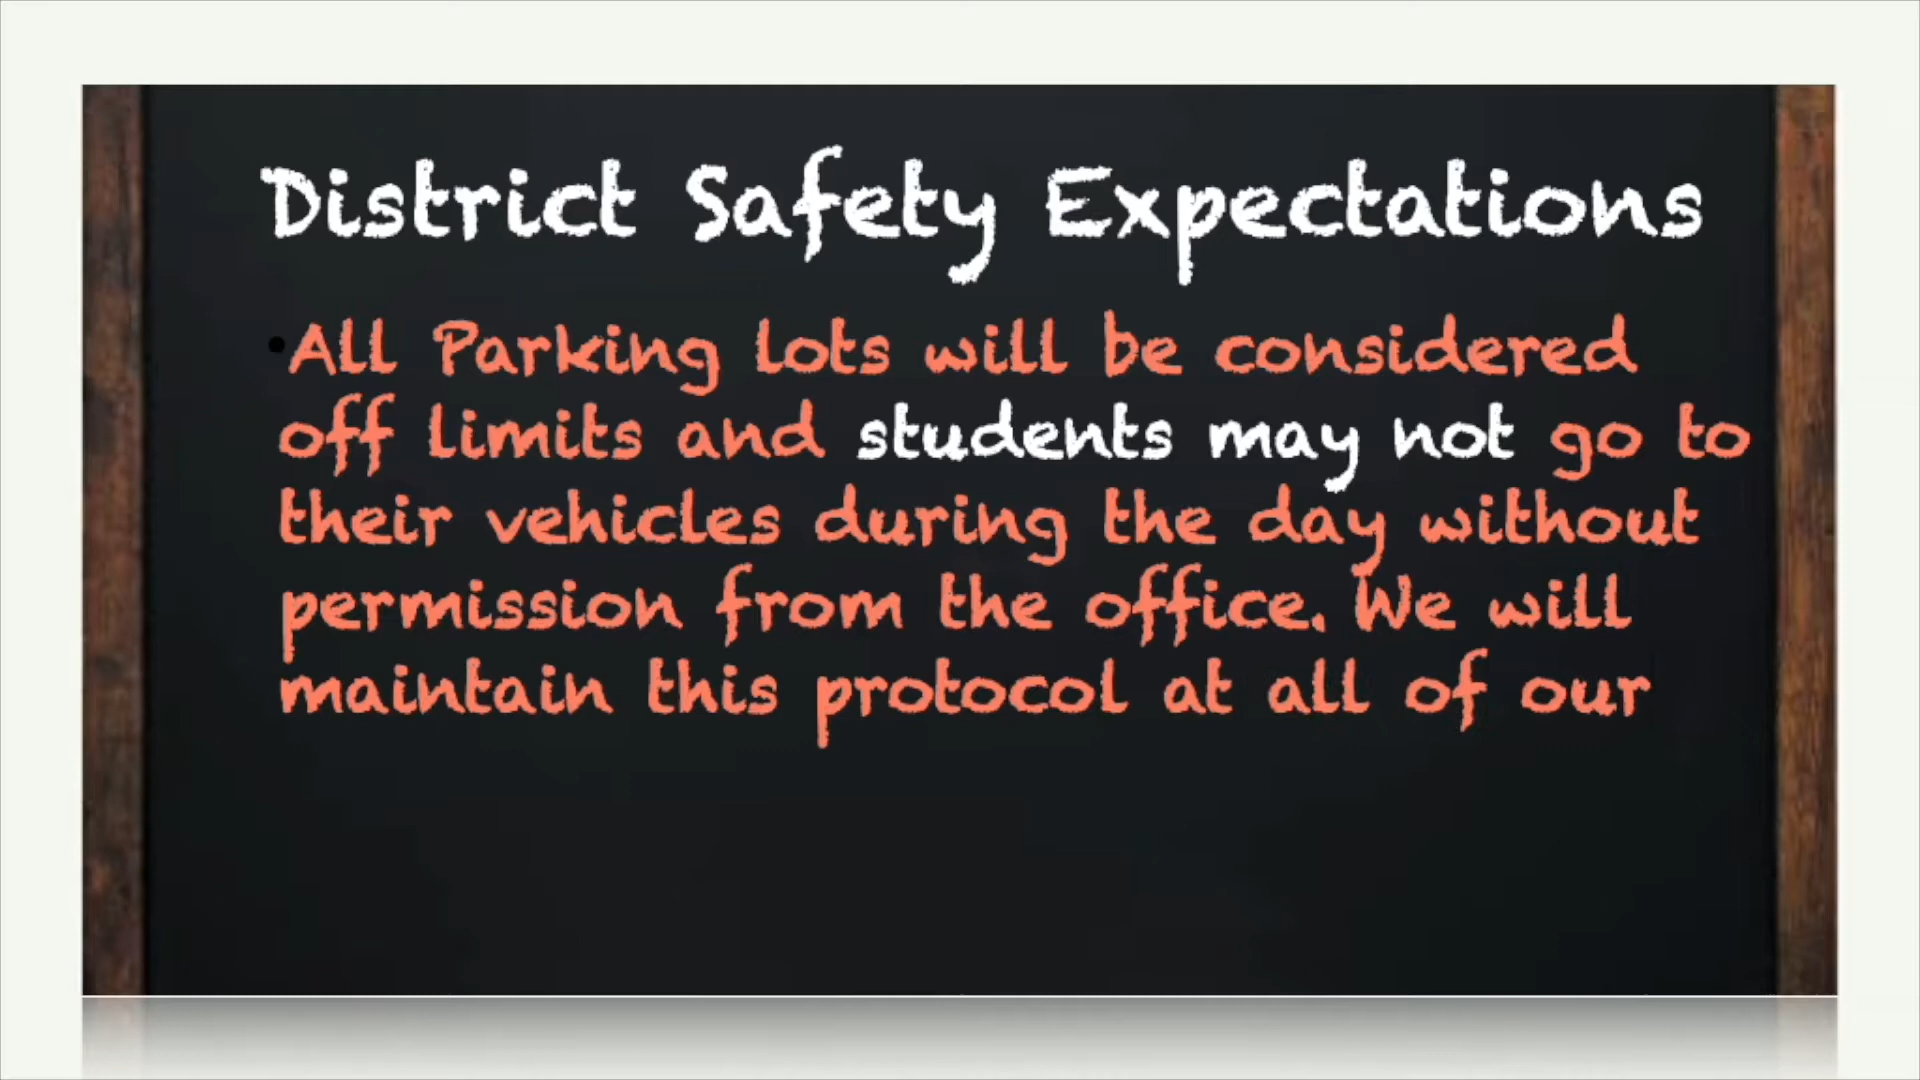 District Safety Expectations
•All Parking lots will be considered
off limits and students may not go to
their vehicles during the day without
permission from the office. We will
maintain this protocol at all of our